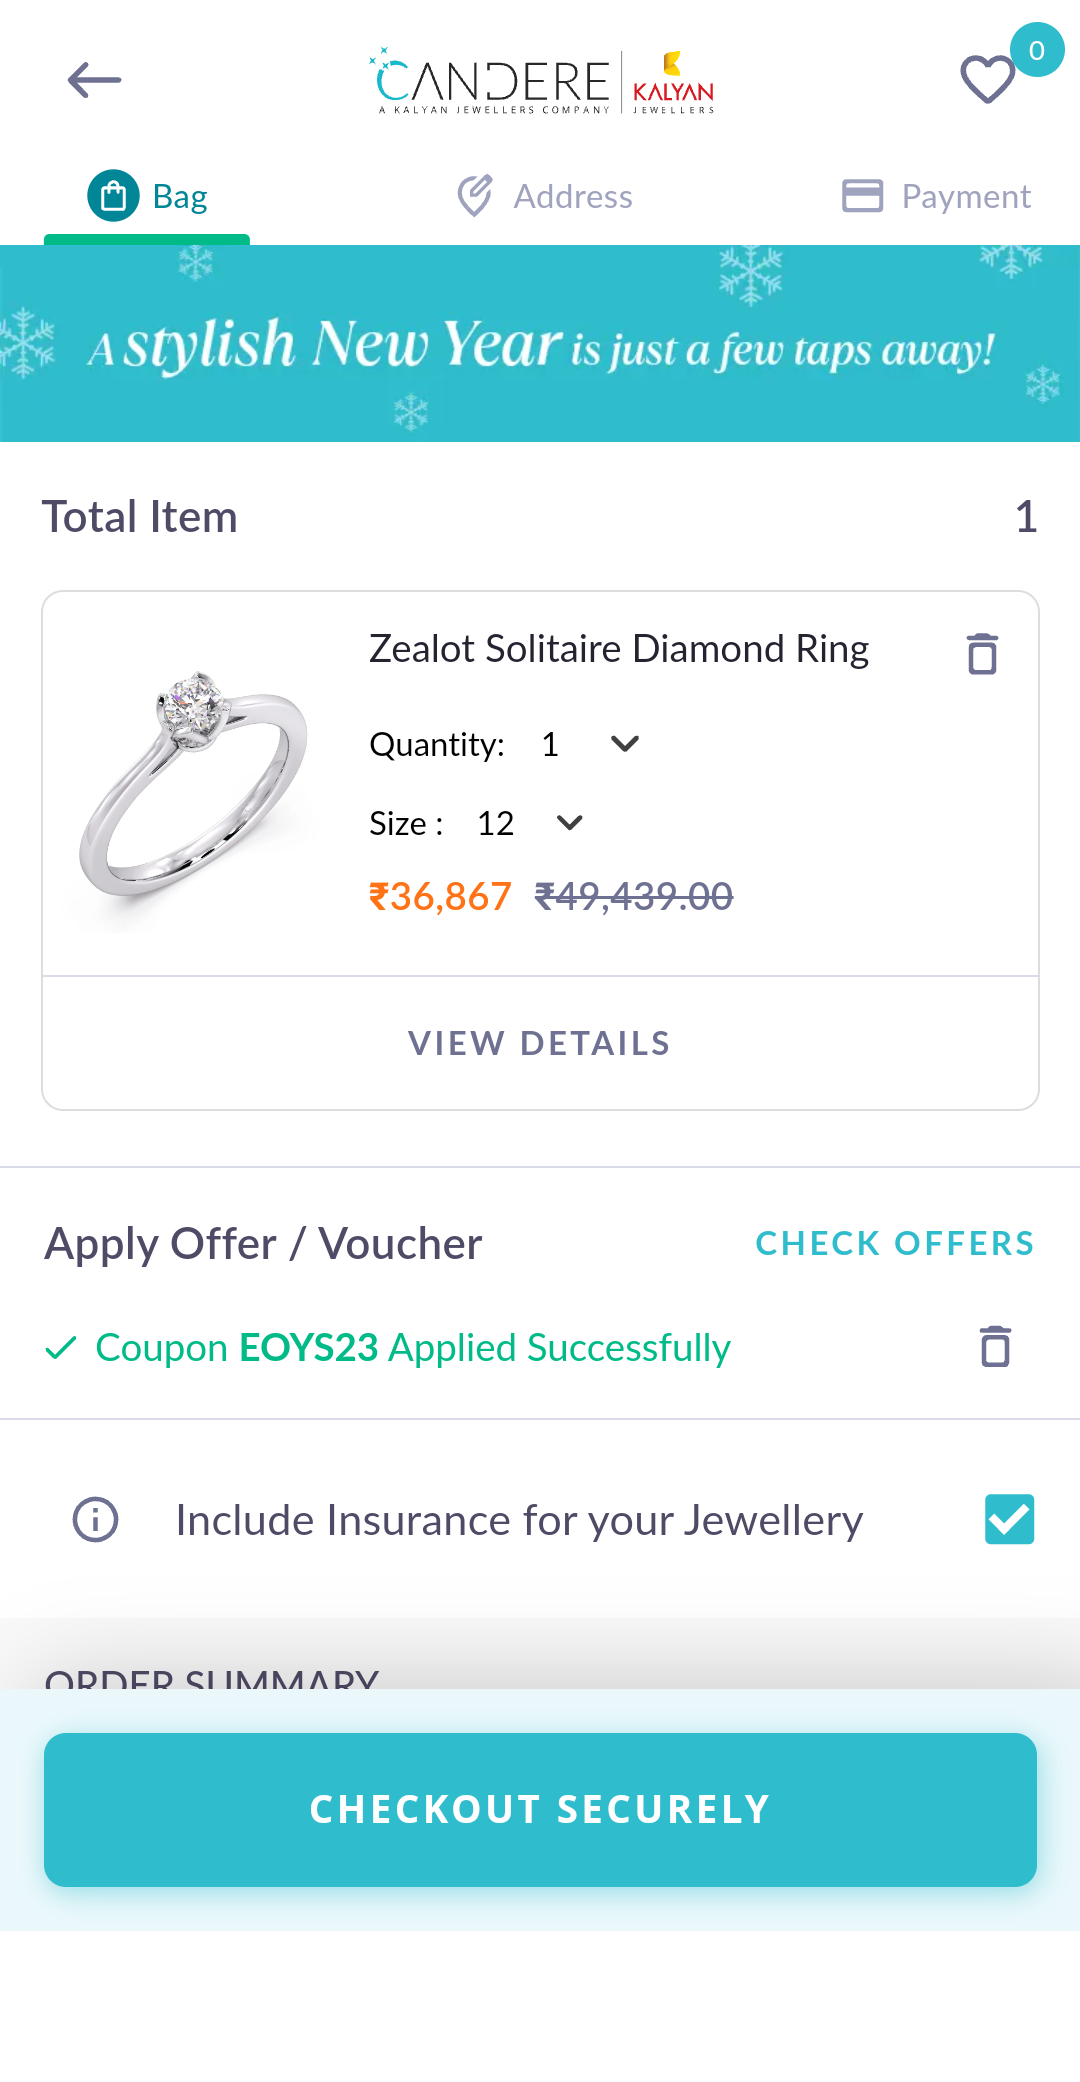 CANDERE
A KALYAN JEWELLERS COMPANY
KALYAN
JEWELLERS
0
Bag
Address
Payment
A stylish New Year is just a few taps away!
Total Item
1
Zealot Solitaire Diamond Ring
Quantity: 1
Size : 12
₹36,867 ₹49,439.00
VIEW DETAILS
Apply Offer / Voucher
CHECK OFFERS
Coupon EOYS23 Applied Successfully
Include Insurance for your Jewellery
ORDER SUMMARY
CHECKOUT SECURELY